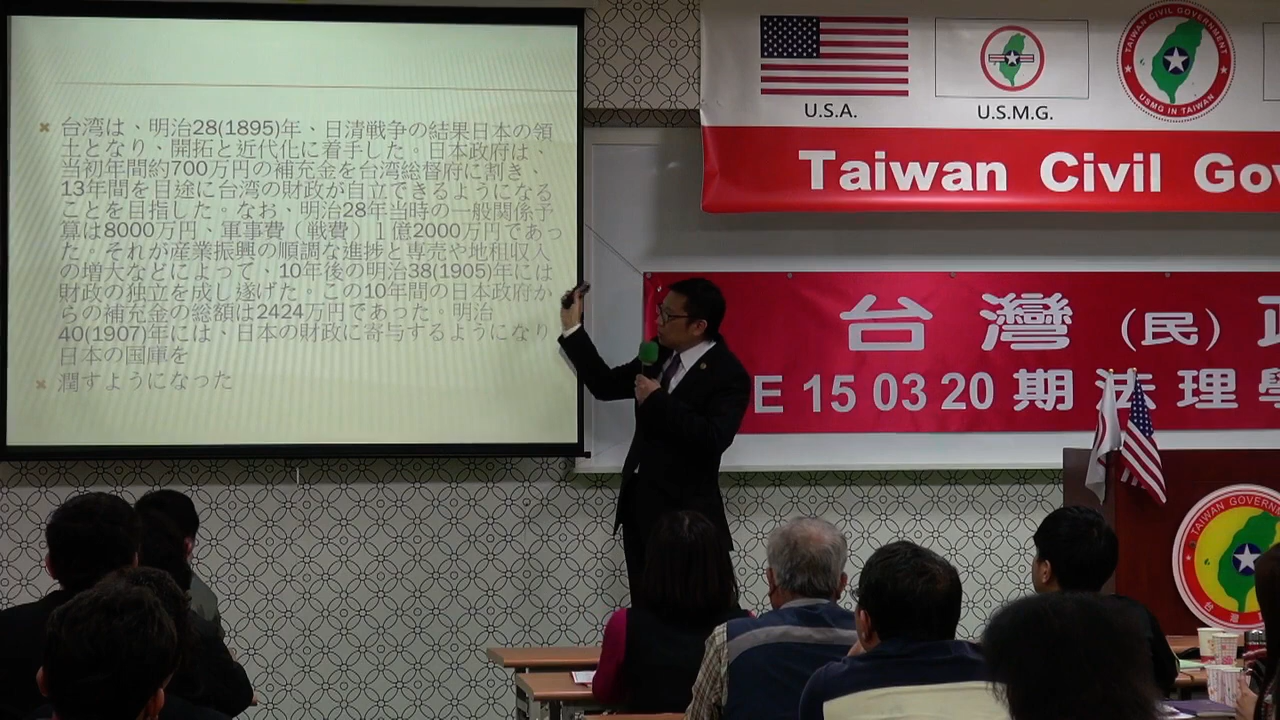 台湾は、明治28(1895)年、日清戦争の結果日本の領
土となり、開拓と近代化に着手した。日本政府は、
当初年間約700万円の補充金を台湾総督府に割き、
13年間を目途に台湾の財政が自立できるようになる
ことを目指した。なお、明治28年当時の一般関係予
算は8000万円、軍事費（戦費）１億2000万円であっ
た。それが産業振興の順調な進捗と専売や地租収入
の増大などによって、10年後の明治38(1905)年には
財政の独立を成し遂げた。この10年間の日本政府か
らの補充金の総額は2424万円であった。明治
40(1907)年には、日本の財政に寄与するようになり
日本の国庫を
潤すようになった
U.S.A.
U.S.M.G.
TAIWAN CIVIL GOVERNMENT
USMG IN TAIWAN
Taiwan Civil Gov
台灣(民)政
E 15 03 20 期法理學
TAIWAN GOVERNM
台